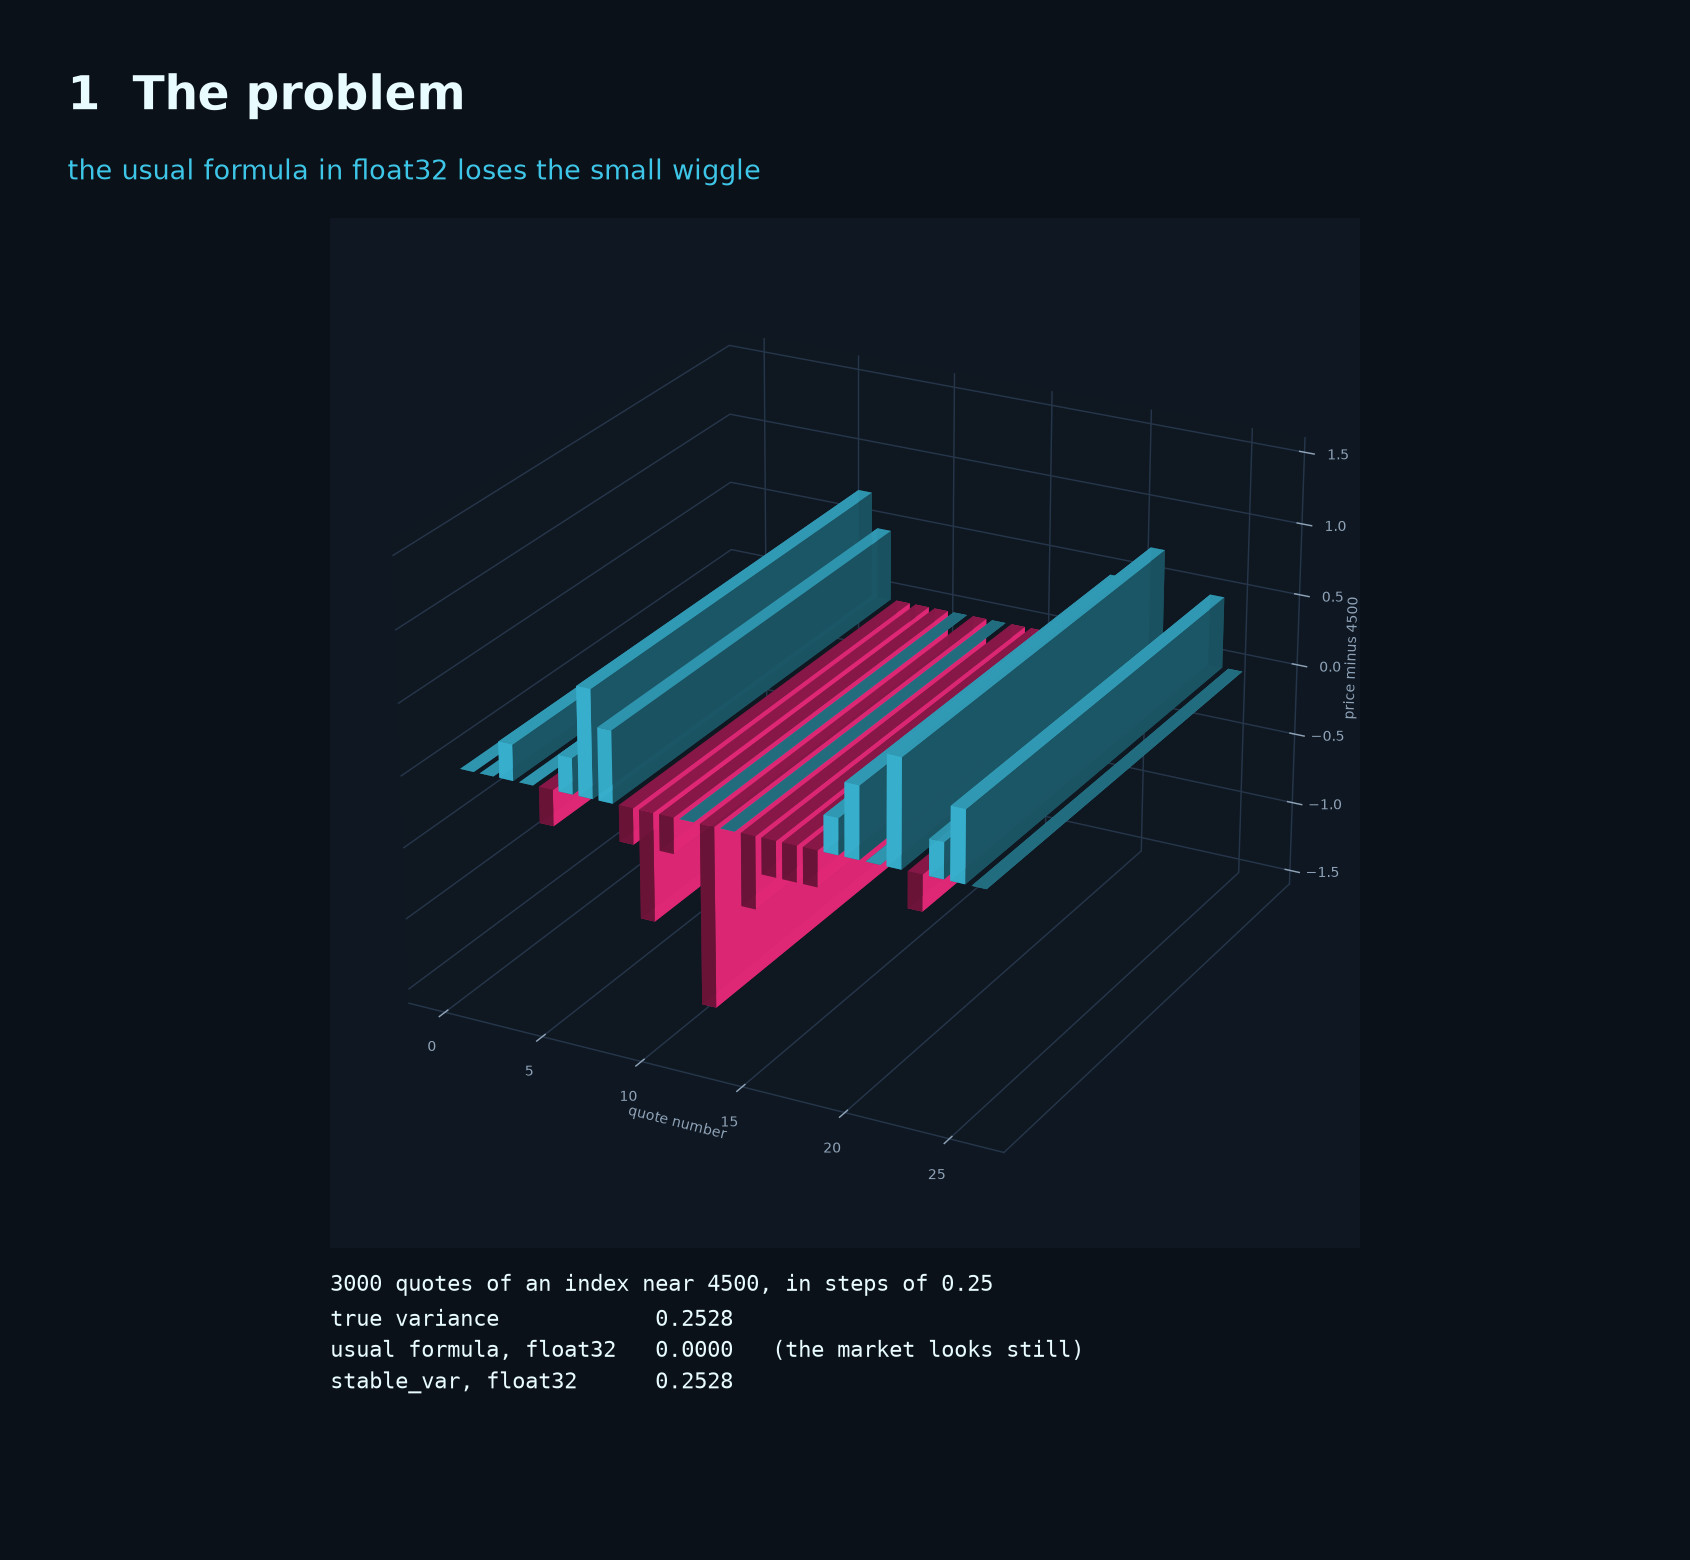 1 The problem
the usual formula in float32 loses the small wiggle
1.5
1.0
0.5
0.0
−0.5
−1.0
−1.5
price minus 4500
0
5
10
15
20
25
quote number
3000 quotes of an index near 4500, in steps of 0.25
true variance 0.2528
usual formula, float32 0.0000 (the market looks still)
stable_var, float32 0.2528